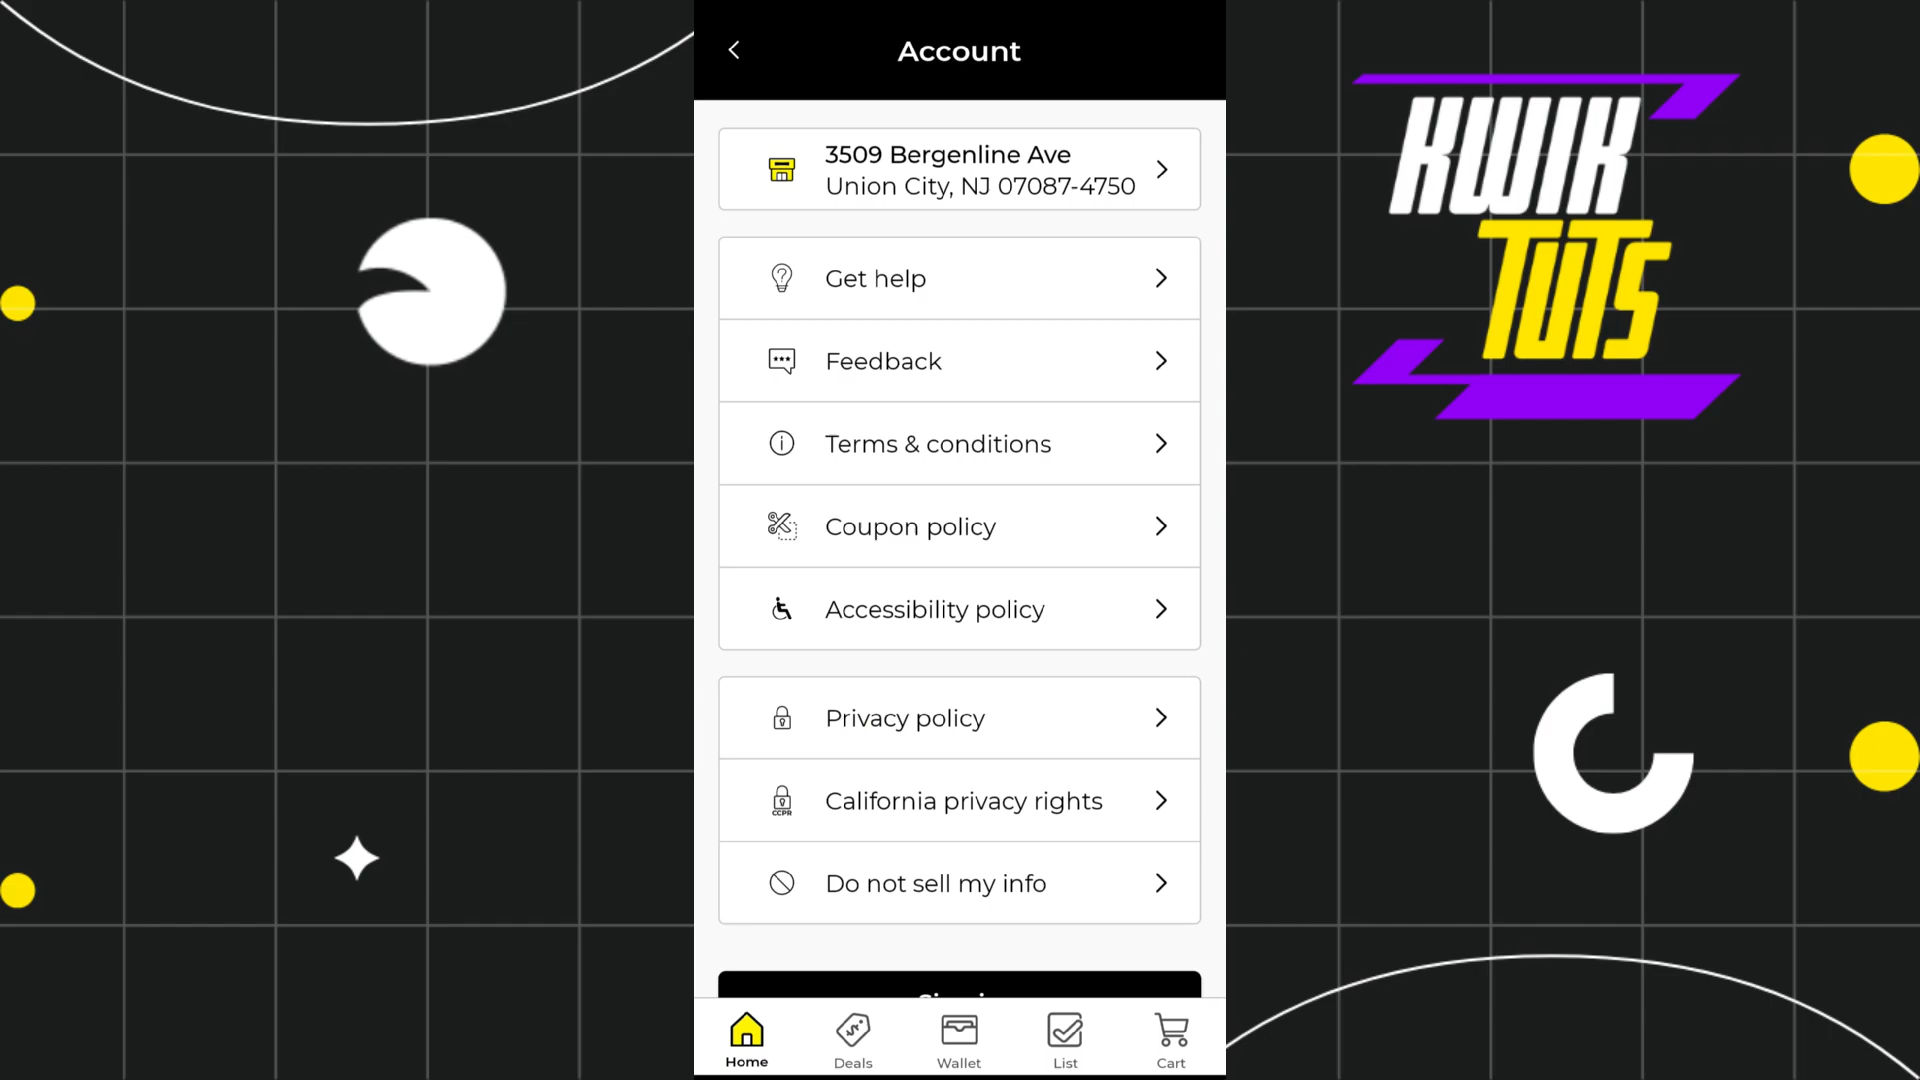 Account
3509 Bergenline Ave
Union City, NJ 07087-4750
Get help
Feedback
Terms & conditions
Coupon policy
Accessibility policy
Privacy policy
CCPR
California privacy rights
Do not sell my info
Home
Deals
Wallet
List
Cart
KWIK
TUTS